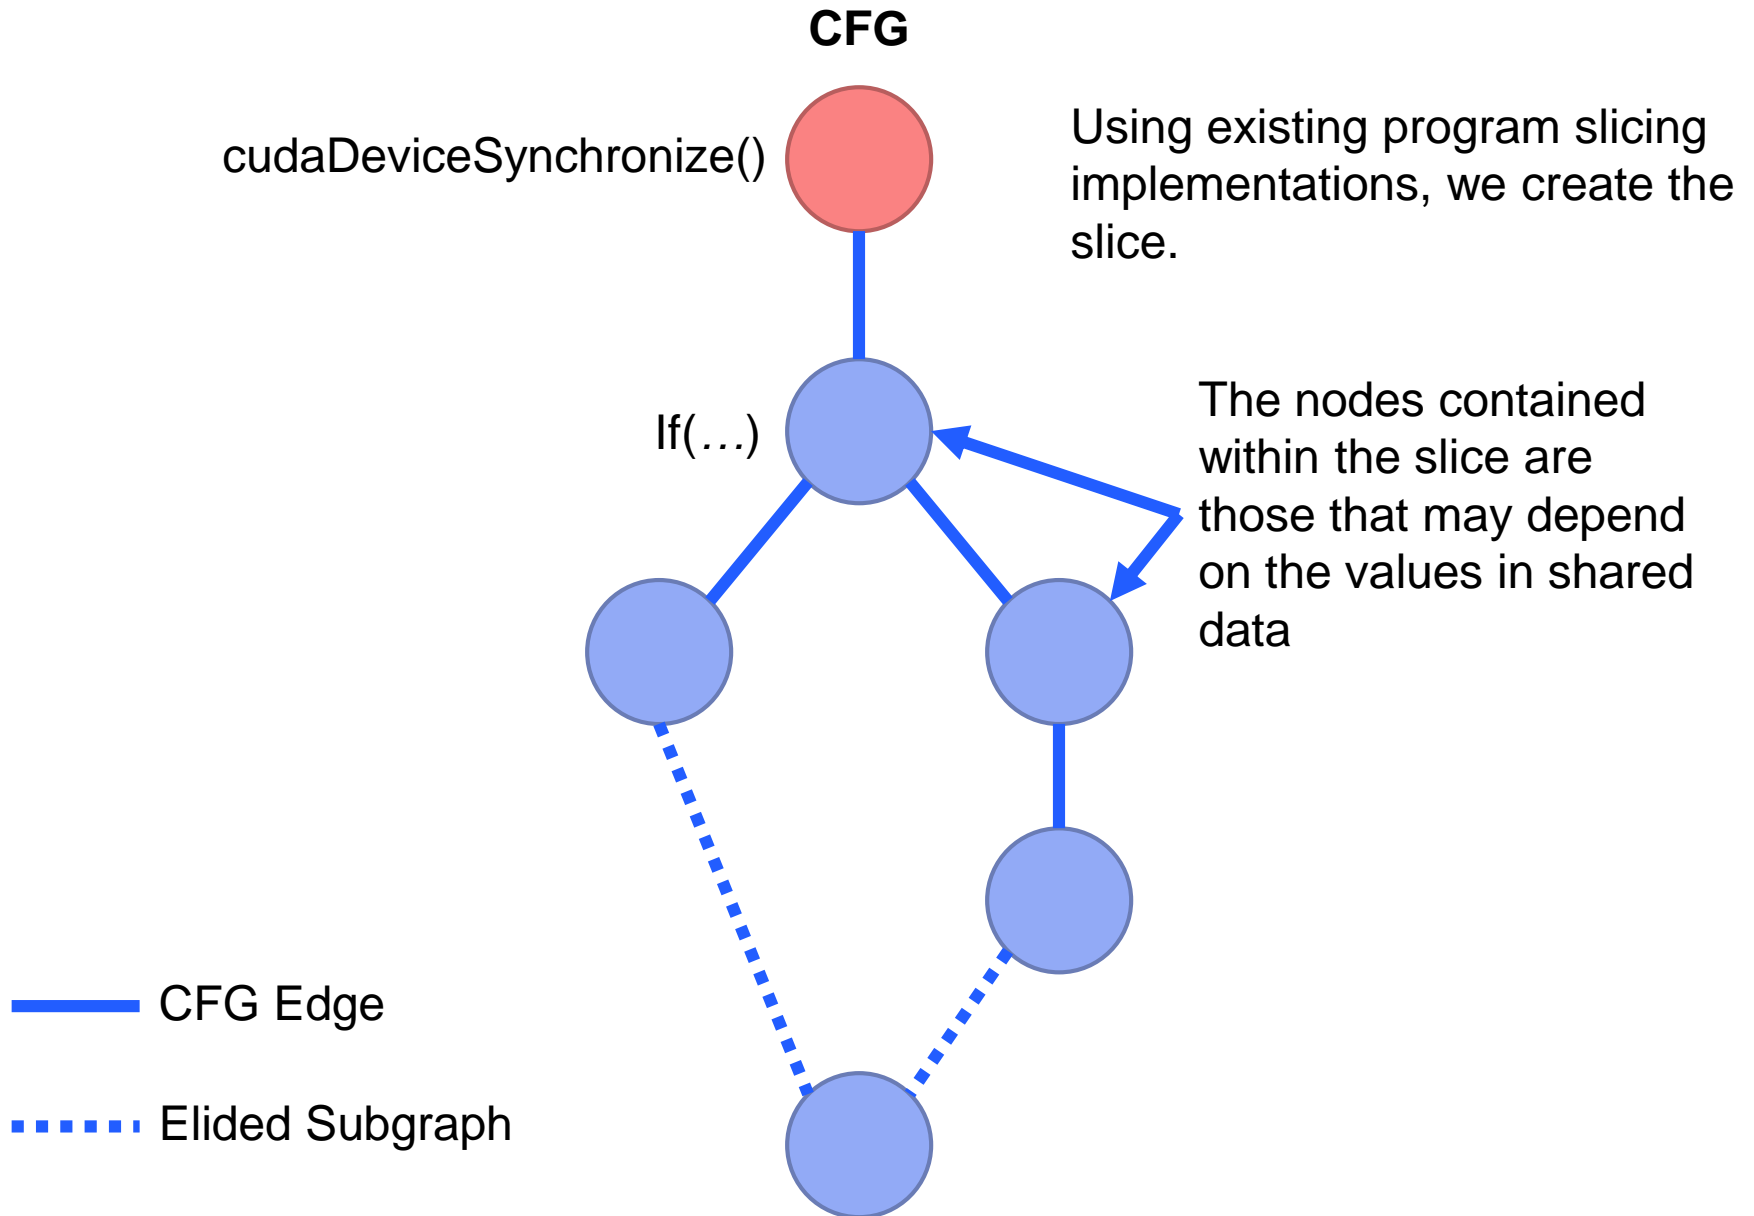 CFG
cudaDeviceSynchronize()
Using existing program slicing
implementations, we create the
slice.
If(…)
The nodes contained
within the slice are
those that may depend
on the values in shared
data
CFG Edge
Elided Subgraph